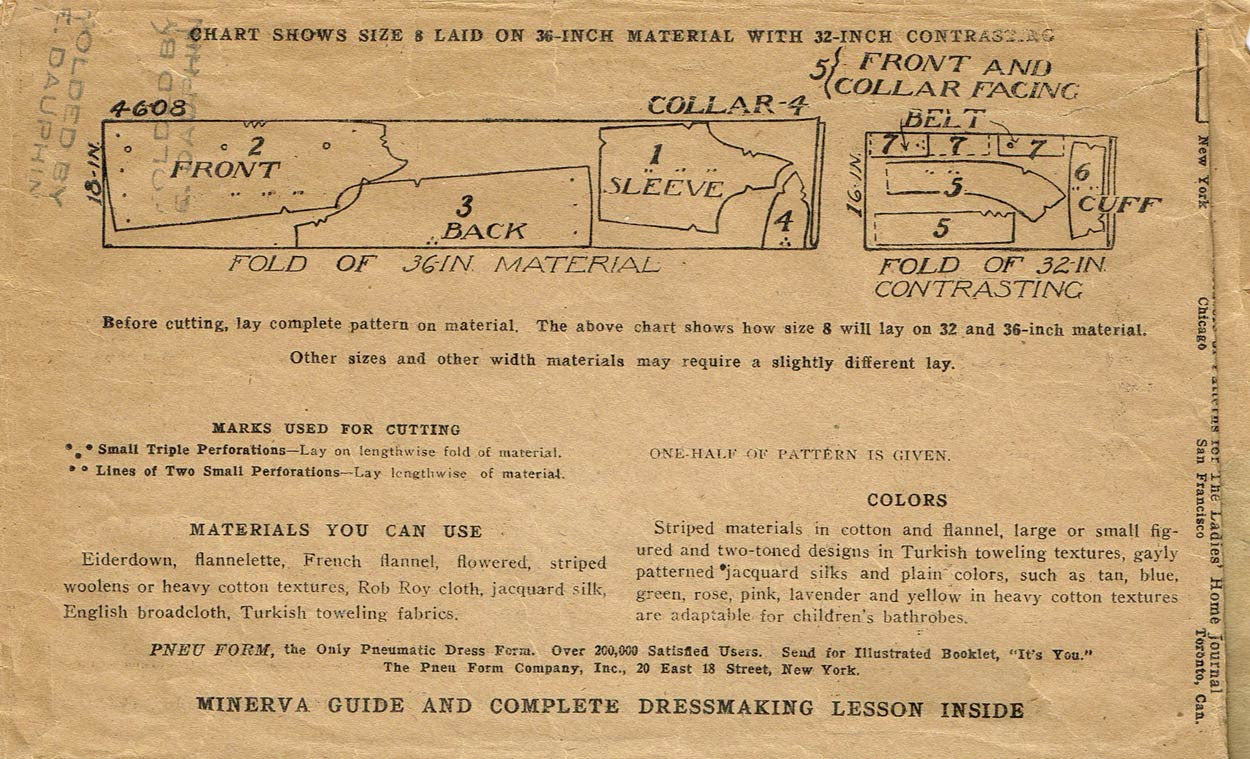 CHART SHOWS SIZE 8 LAID ON 36-INCH MATERIAL WITH 32-INCH CONTRASTING
5{ FRONT AND
COLLAR FACING
4608
COLLAR-4
BELT
18-IN.
2
FRONT
3
BACK
1
SLEEVE
4
16-IN.
7
7
7
5
5
6
CUFF
FOLD OF 36-IN. MATERIAL
FOLD OF 32-IN.
CONTRASTING
Before cutting, lay complete pattern on material. The above chart shows how size 8 will lay on 32 and 36-inch material.
Other sizes and other width materials may require a slightly different lay.
MARKS USED FOR CUTTING
Small Triple Perforations—Lay on lengthwise fold of material.
Lines of Two Small Perforations—Lay lengthwise of material.
ONE-HALF OF PATTERN IS GIVEN.
MATERIALS YOU CAN USE
Eiderdown, flannelette, French flannel, flowered, striped
woolens or heavy cotton textures, Rob Roy cloth, jacquard silk,
English broadcloth, Turkish toweling fabrics.
COLORS
Striped materials in cotton and flannel, large or small fig-
ured and two-toned designs in Turkish toweling textures, gayly
patterned jacquard silks and plain colors, such as tan, blue,
green, rose, pink, lavender and yellow in heavy cotton textures
are adaptable for children's bathrobes.
PNEU FORM, the Only Pneumatic Dress Form. Over 200,000 Satisfied Users. Send for Illustrated Booklet, "It's You."
The Pneu Form Company, Inc., 20 East 18 Street, New York.
MINERVA GUIDE AND COMPLETE DRESSMAKING LESSON INSIDE
FOLDED BY
E. DAUPHIN
Patterns for The Ladies' Home Journal
New York Chicago San Francisco Toronto, Can.